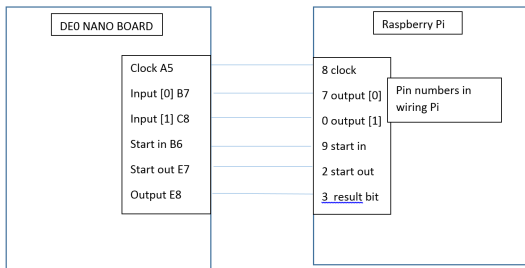 DE0 NANO BOARD
Raspberry Pi
Clock A5
Input [0] B7
Input [1] C8
Start in B6
Start out E7
Output E8
8 clock
7 output [0]
0 output [1]
9 start in
2 start out
3 result bit
Pin numbers in
wiring Pi